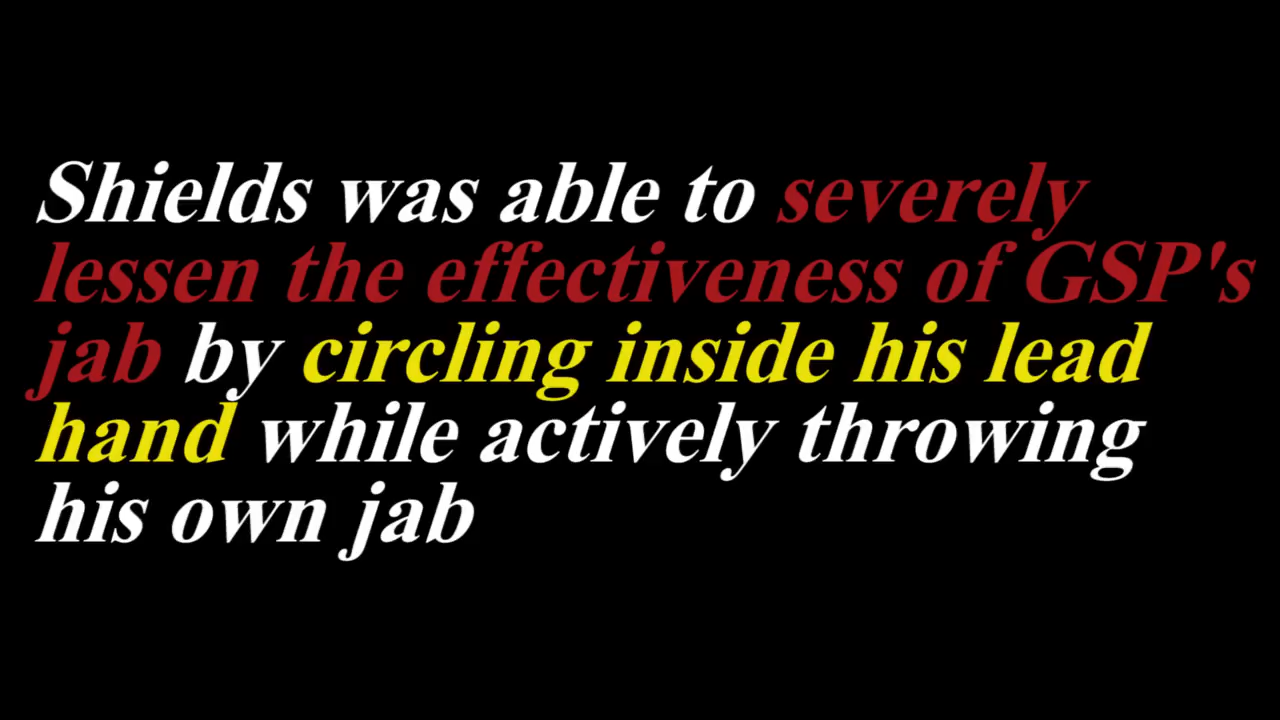 Shields was able to severely
lessen the effectiveness of GSP's
jab by circling inside his lead
hand while actively throwing
his own jab